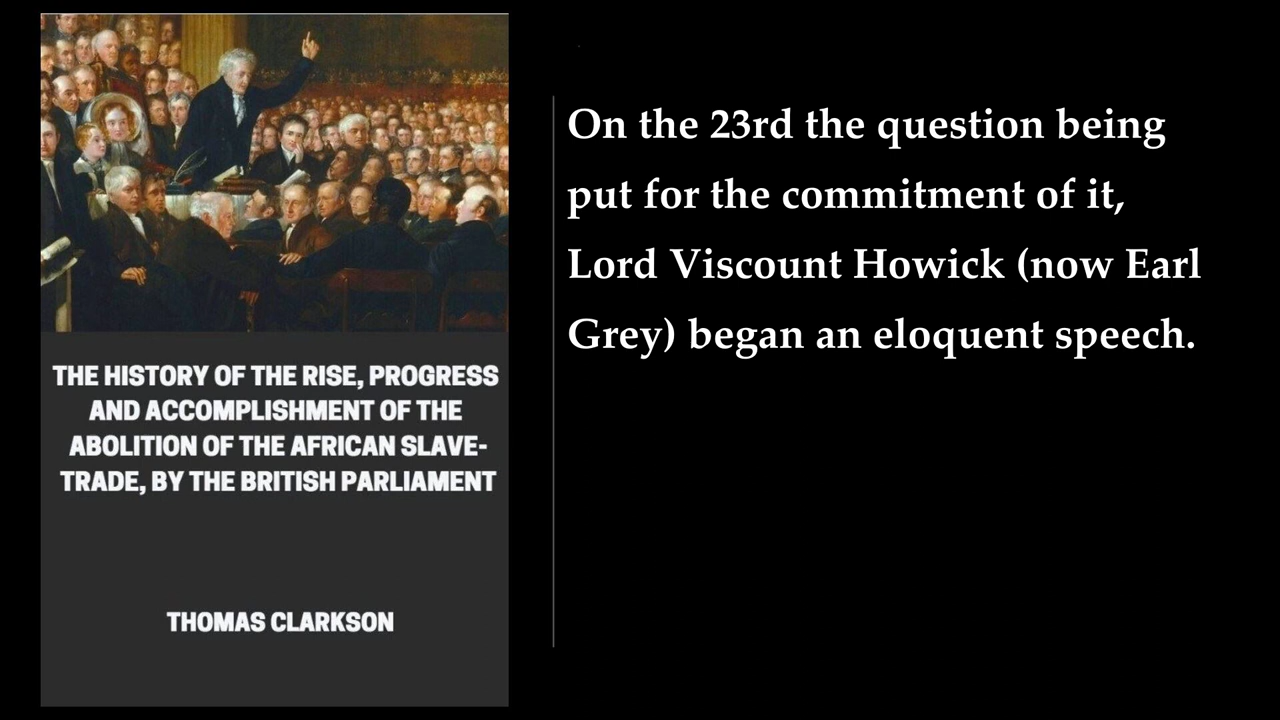 THE HISTORY OF THE RISE, PROGRESS
AND ACCOMPLISHMENT OF THE
ABOLITION OF THE AFRICAN SLAVE-
TRADE, BY THE BRITISH PARLIAMENT
THOMAS CLARKSON
On the 23rd the question being
put for the commitment of it,
Lord Viscount Howick (now Earl
Grey) began an eloquent speech.